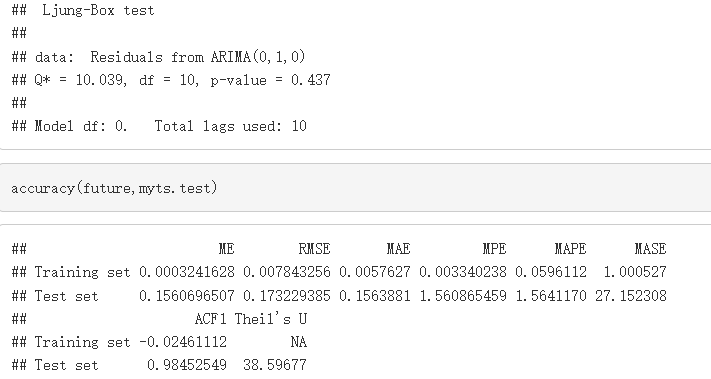 ##  Ljung-Box test
##
## data:  Residuals from ARIMA(0,1,0)
## Q* = 10.039, df = 10, p-value = 0.437
##
## Model df: 0.   Total lags used: 10
accuracy(future,myts.test)
##                        ME        RMSE       MAE         MPE      MAPE      MASE
## Training set 0.0003241628 0.007843256 0.0057627 0.003340238 0.0596112  1.000527
## Test set     0.1560696507 0.173229385 0.1563881 1.560865459 1.5641170 27.152308
##                     ACF1 Theil's U
## Training set -0.02461112        NA
## Test set      0.98452549  38.59677